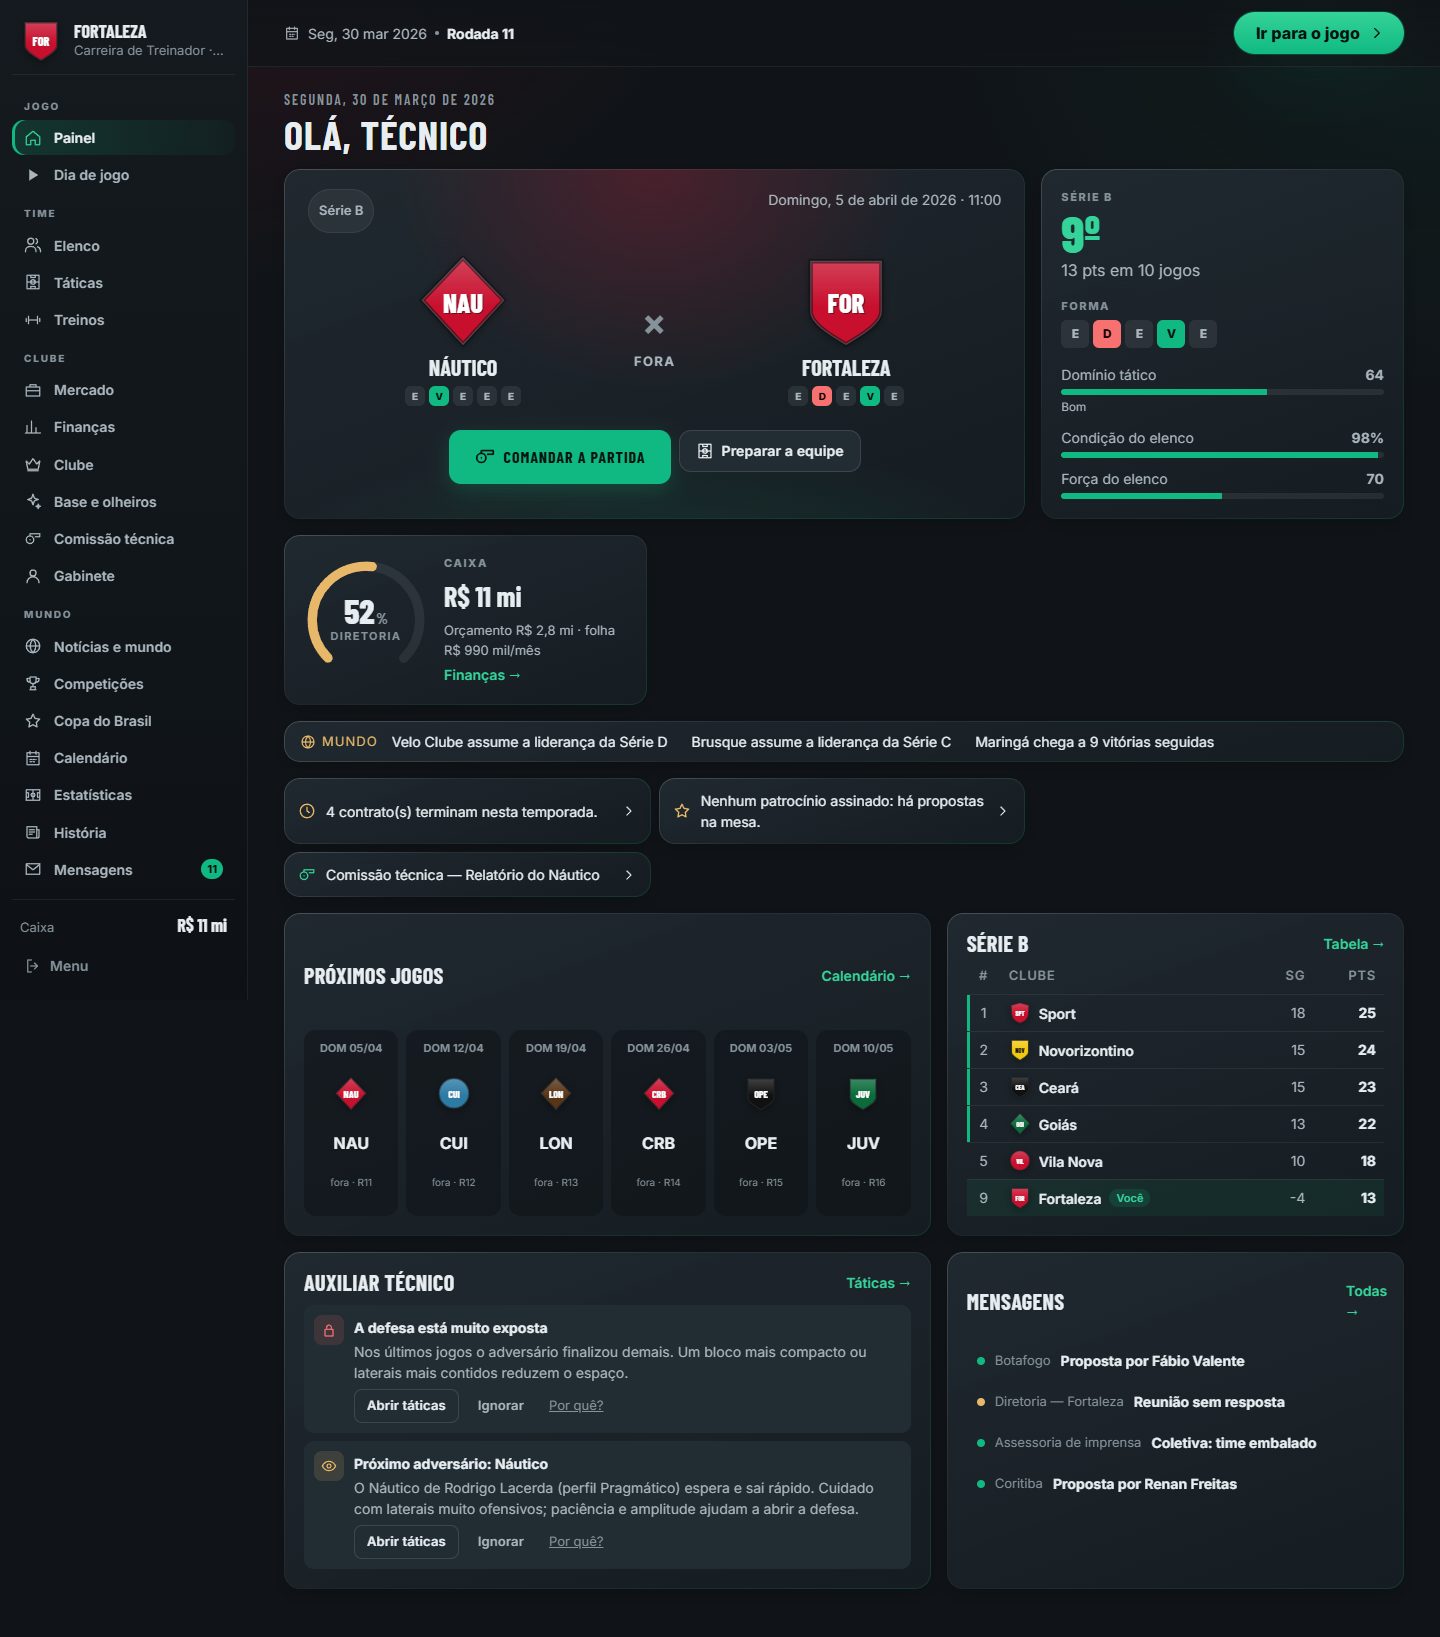 FOR
FORTALEZA
Carreira de Treinador ·...
JOGO
Painel
Dia de jogo
TIME
Elenco
Táticas
Treinos
CLUBE
Mercado
Finanças
Clube
Base e olheiros
Comissão técnica
Gabinete
MUNDO
Notícias e mundo
Competições
Copa do Brasil
Calendário
Estatísticas
História
Mensagens 11
Caixa R$ 11 mi
Menu
Seg, 30 mar 2026 • Rodada 11
Ir para o jogo
SEGUNDA, 30 DE MARÇO DE 2026
OLÁ, TÉCNICO
Série B
Domingo, 5 de abril de 2026 · 11:00
NAU
FOR
×
FORA
NÁUTICO
FORTALEZA
E V E E E
E D E V E
COMANDAR A PARTIDA
Preparar a equipe
SÉRIE B
9º
13 pts em 10 jogos
FORMA
E D E V E
Domínio tático 64
Bom
Condição do elenco 98%
Força do elenco 70
52%
DIRETORIA
CAIXA
R$ 11 mi
Orçamento R$ 2,8 mi · folha
R$ 990 mil/mês
Finanças →
MUNDO Velo Clube assume a liderança da Série D Brusque assume a liderança da Série C Maringá chega a 9 vitórias seguidas
4 contrato(s) terminam nesta temporada.
Nenhum patrocínio assinado: há propostas
na mesa.
Comissão técnica — Relatório do Náutico
PRÓXIMOS JOGOS
Calendário →
DOM 05/04 DOM 12/04 DOM 19/04 DOM 26/04 DOM 03/05 DOM 10/05
NAU CUI LON CRB OPE JUV
NAU CUI LON CRB OPE JUV
fora · R11 fora · R12 fora · R13 fora · R14 fora · R15 fora · R16
SÉRIE B
Tabela →
# CLUBE SG PTS
1 SPT Sport 18 25
2 NOV Novorizontino 15 24
3 CEA Ceará 15 23
4 GOI Goiás 13 22
5 VIL Vila Nova 10 18
9 FOR Fortaleza Você -4 13
AUXILIAR TÉCNICO
Táticas →
A defesa está muito exposta
Nos últimos jogos o adversário finalizou demais. Um bloco mais compacto ou
laterais mais contidos reduzem o espaço.
Abrir táticas Ignorar Por quê?
Próximo adversário: Náutico
O Náutico de Rodrigo Lacerda (perfil Pragmático) espera e sai rápido. Cuidado
com laterais muito ofensivos; paciência e amplitude ajudam a abrir a defesa.
Abrir táticas Ignorar Por quê?
MENSAGENS
Todas
→
Botafogo Proposta por Fábio Valente
Diretoria — Fortaleza Reunião sem resposta
Assessoria de imprensa Coletiva: time embalado
Coritiba Proposta por Renan Freitas